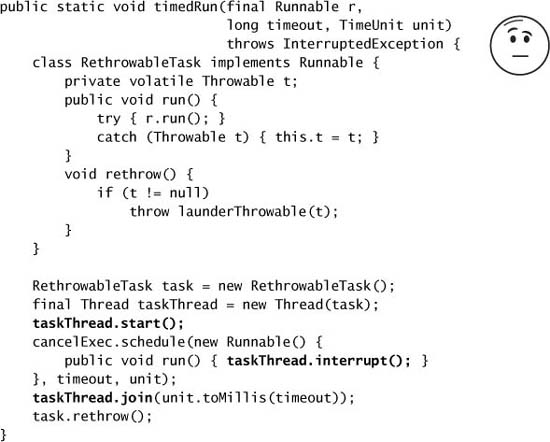 public static void timedRun(final Runnable r,
                            long timeout, TimeUnit unit)
                            throws InterruptedException {
    class RethrowableTask implements Runnable {
        private volatile Throwable t;
        public void run() {
            try { r.run(); }
            catch (Throwable t) { this.t = t; }
        }
        void rethrow() {
            if (t != null)
                throw launderThrowable(t);
        }
    }

    RethrowableTask task = new RethrowableTask();
    final Thread taskThread = new Thread(task);
    taskThread.start();
    cancelExec.schedule(new Runnable() {
        public void run() { taskThread.interrupt(); }
    }, timeout, unit);
    taskThread.join(unit.toMillis(timeout));
    task.rethrow();
}